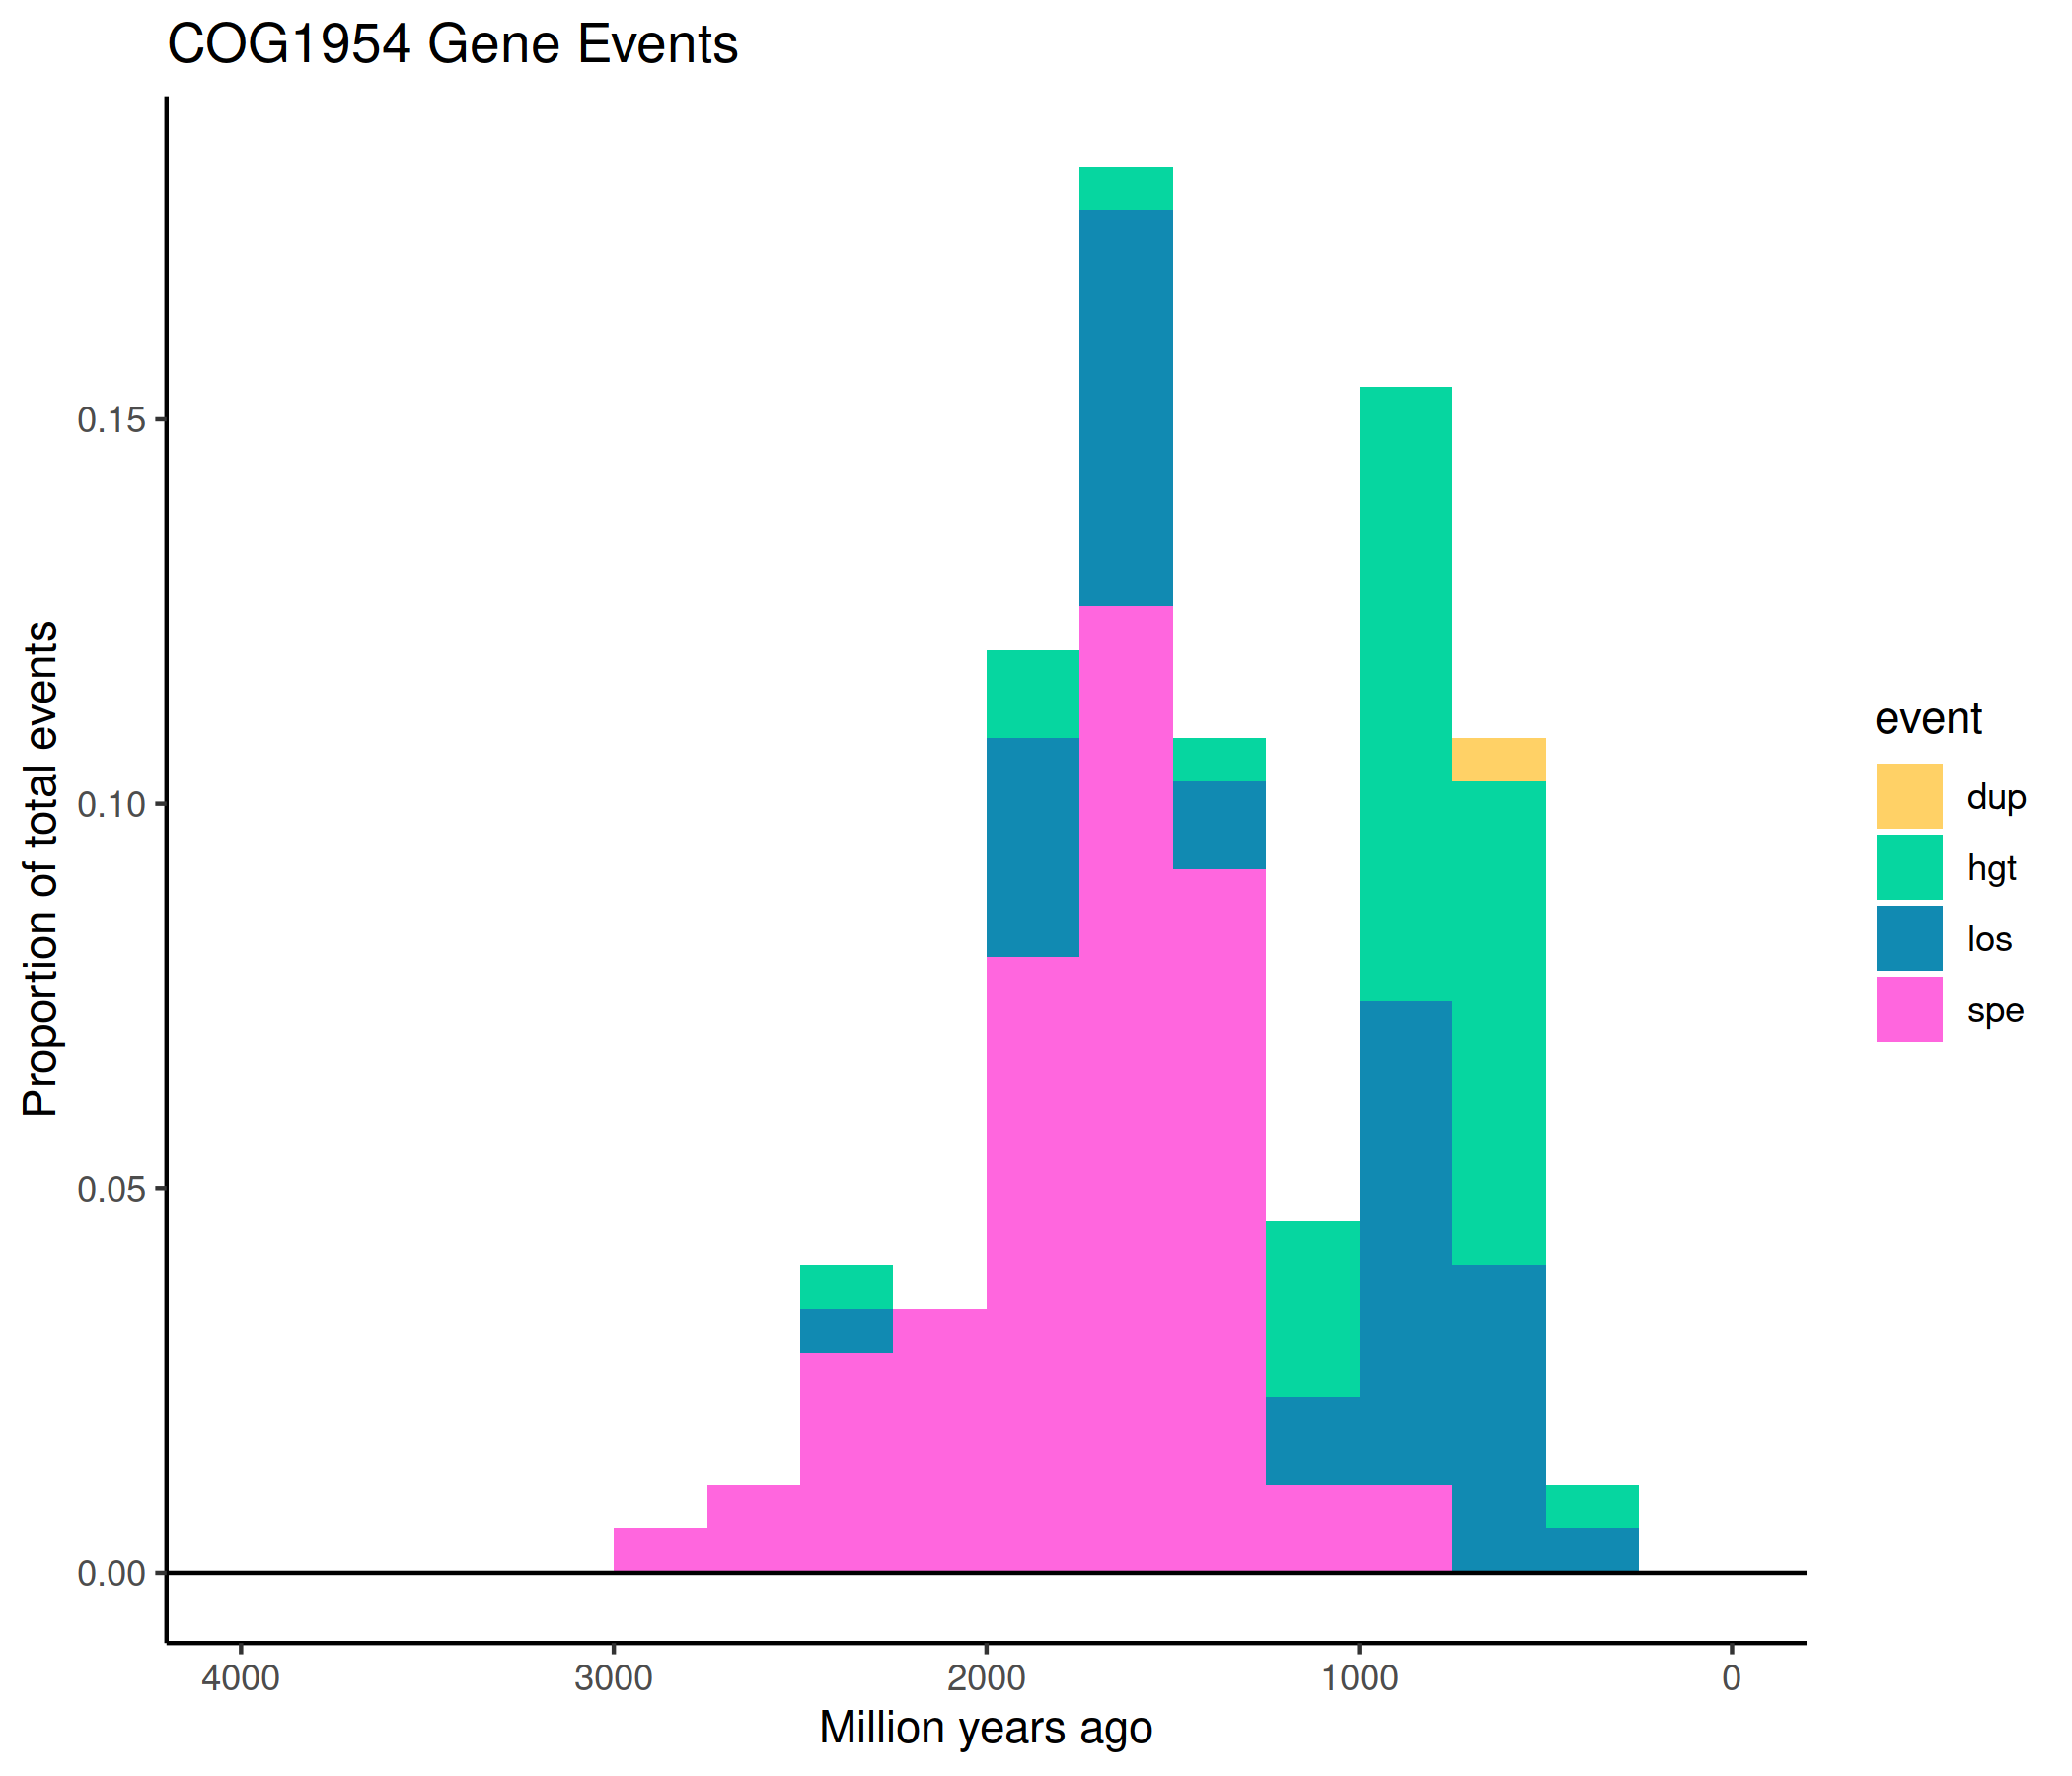 COG1954 Gene Events
Proportion of total events
0.15
0.10
0.05
0.00
4000 3000 2000 1000 0
Million years ago
event
dup
hgt
los
spe